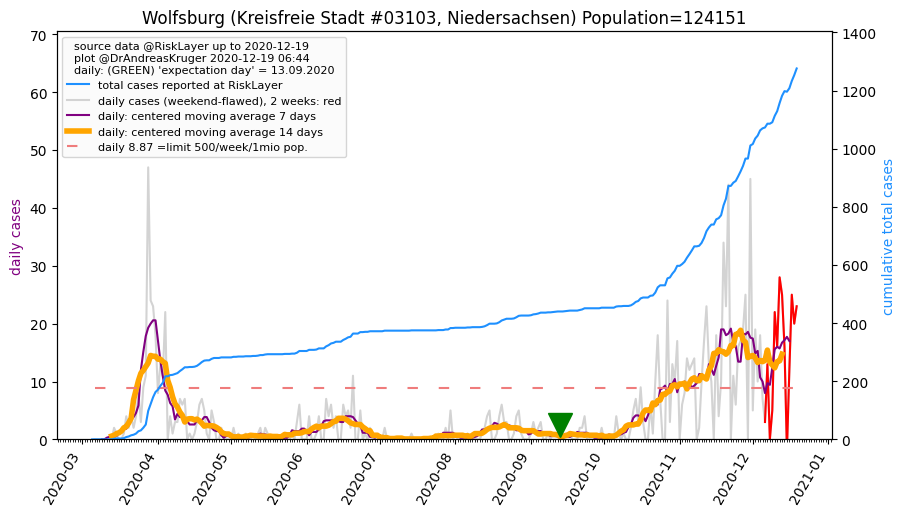 Wolfsburg (Kreisfreie Stadt #03103, Niedersachsen) Population=124151
source data @RiskLayer up to 2020-12-19
plot @DrAndreasKruger 2020-12-19 06:44
daily: (GREEN) 'expectation day' = 13.09.2020
total cases reported at RiskLayer
daily cases (weekend-flawed), 2 weeks: red
daily: centered moving average 7 days
daily: centered moving average 14 days
daily 8.87 =limit 500/week/1mio pop.
daily cases
70
60
50
40
30
20
10
0
cumulative total cases
1400
1200
1000
800
600
400
200
0
2020-03
2020-04
2020-05
2020-06
2020-07
2020-08
2020-09
2020-10
2020-11
2020-12
2021-01